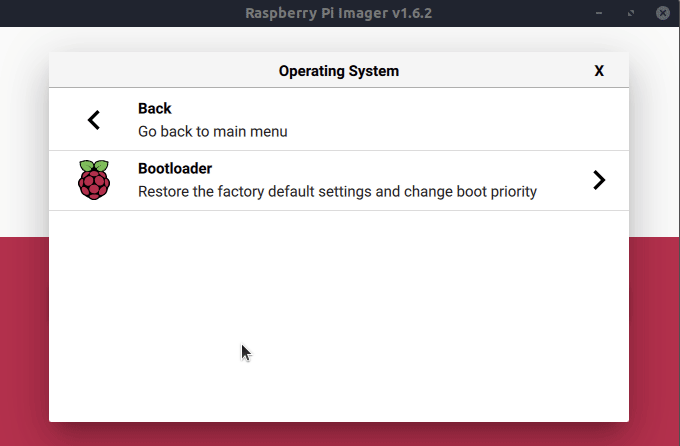 Raspberry Pi Imager v1.6.2
Operating System
X
Back
Go back to main menu
Bootloader
Restore the factory default settings and change boot priority